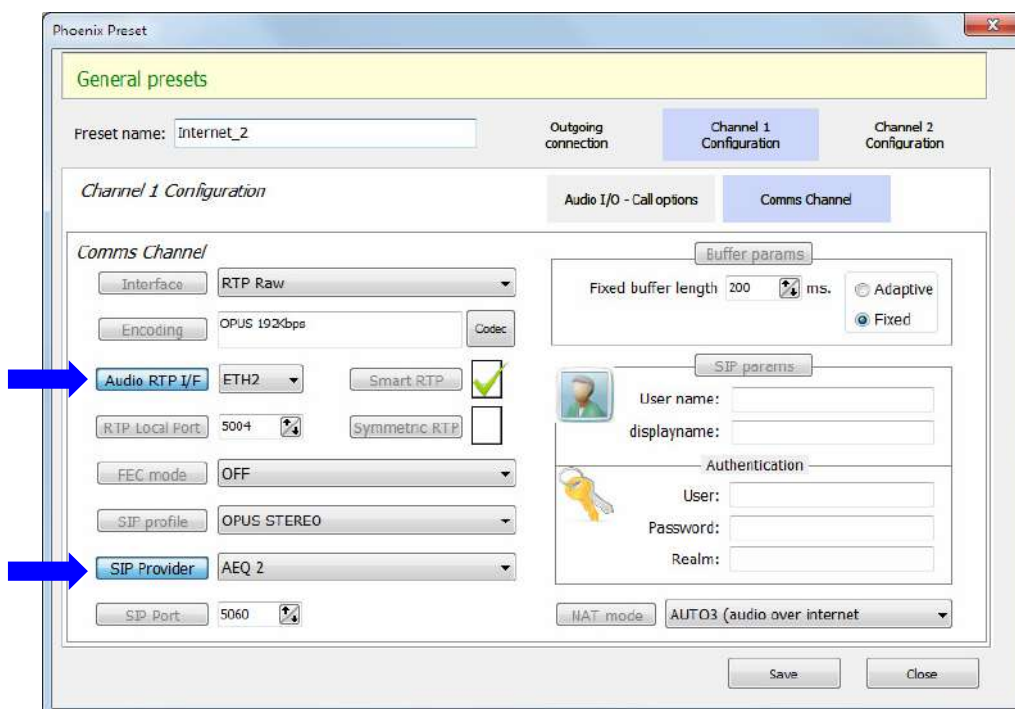 Phoenix Preset
General presets
Preset name: Internet_2
Outgoing connection
Channel 1 Configuration
Channel 2 Configuration
Channel 1 Configuration
Audio I/O - Call options
Comms Channel
Comms Channel
Interface RTP Raw
Encoding OPUS 192Kbps Codec
Audio RTP I/F ETH2 Smart RTP
RTP Local Port 5004 Symmetric RTP
FEC mode OFF
SIP profile OPUS STEREO
SIP Provider AEQ 2
SIP Port 5060
Buffer params
Fixed buffer length 200 ms. Adaptive
Fixed
SIP params
User name:
displayname:
Authentication
User:
Password:
Realm:
NAT mode AUTO3 (audio over internet
Save Close